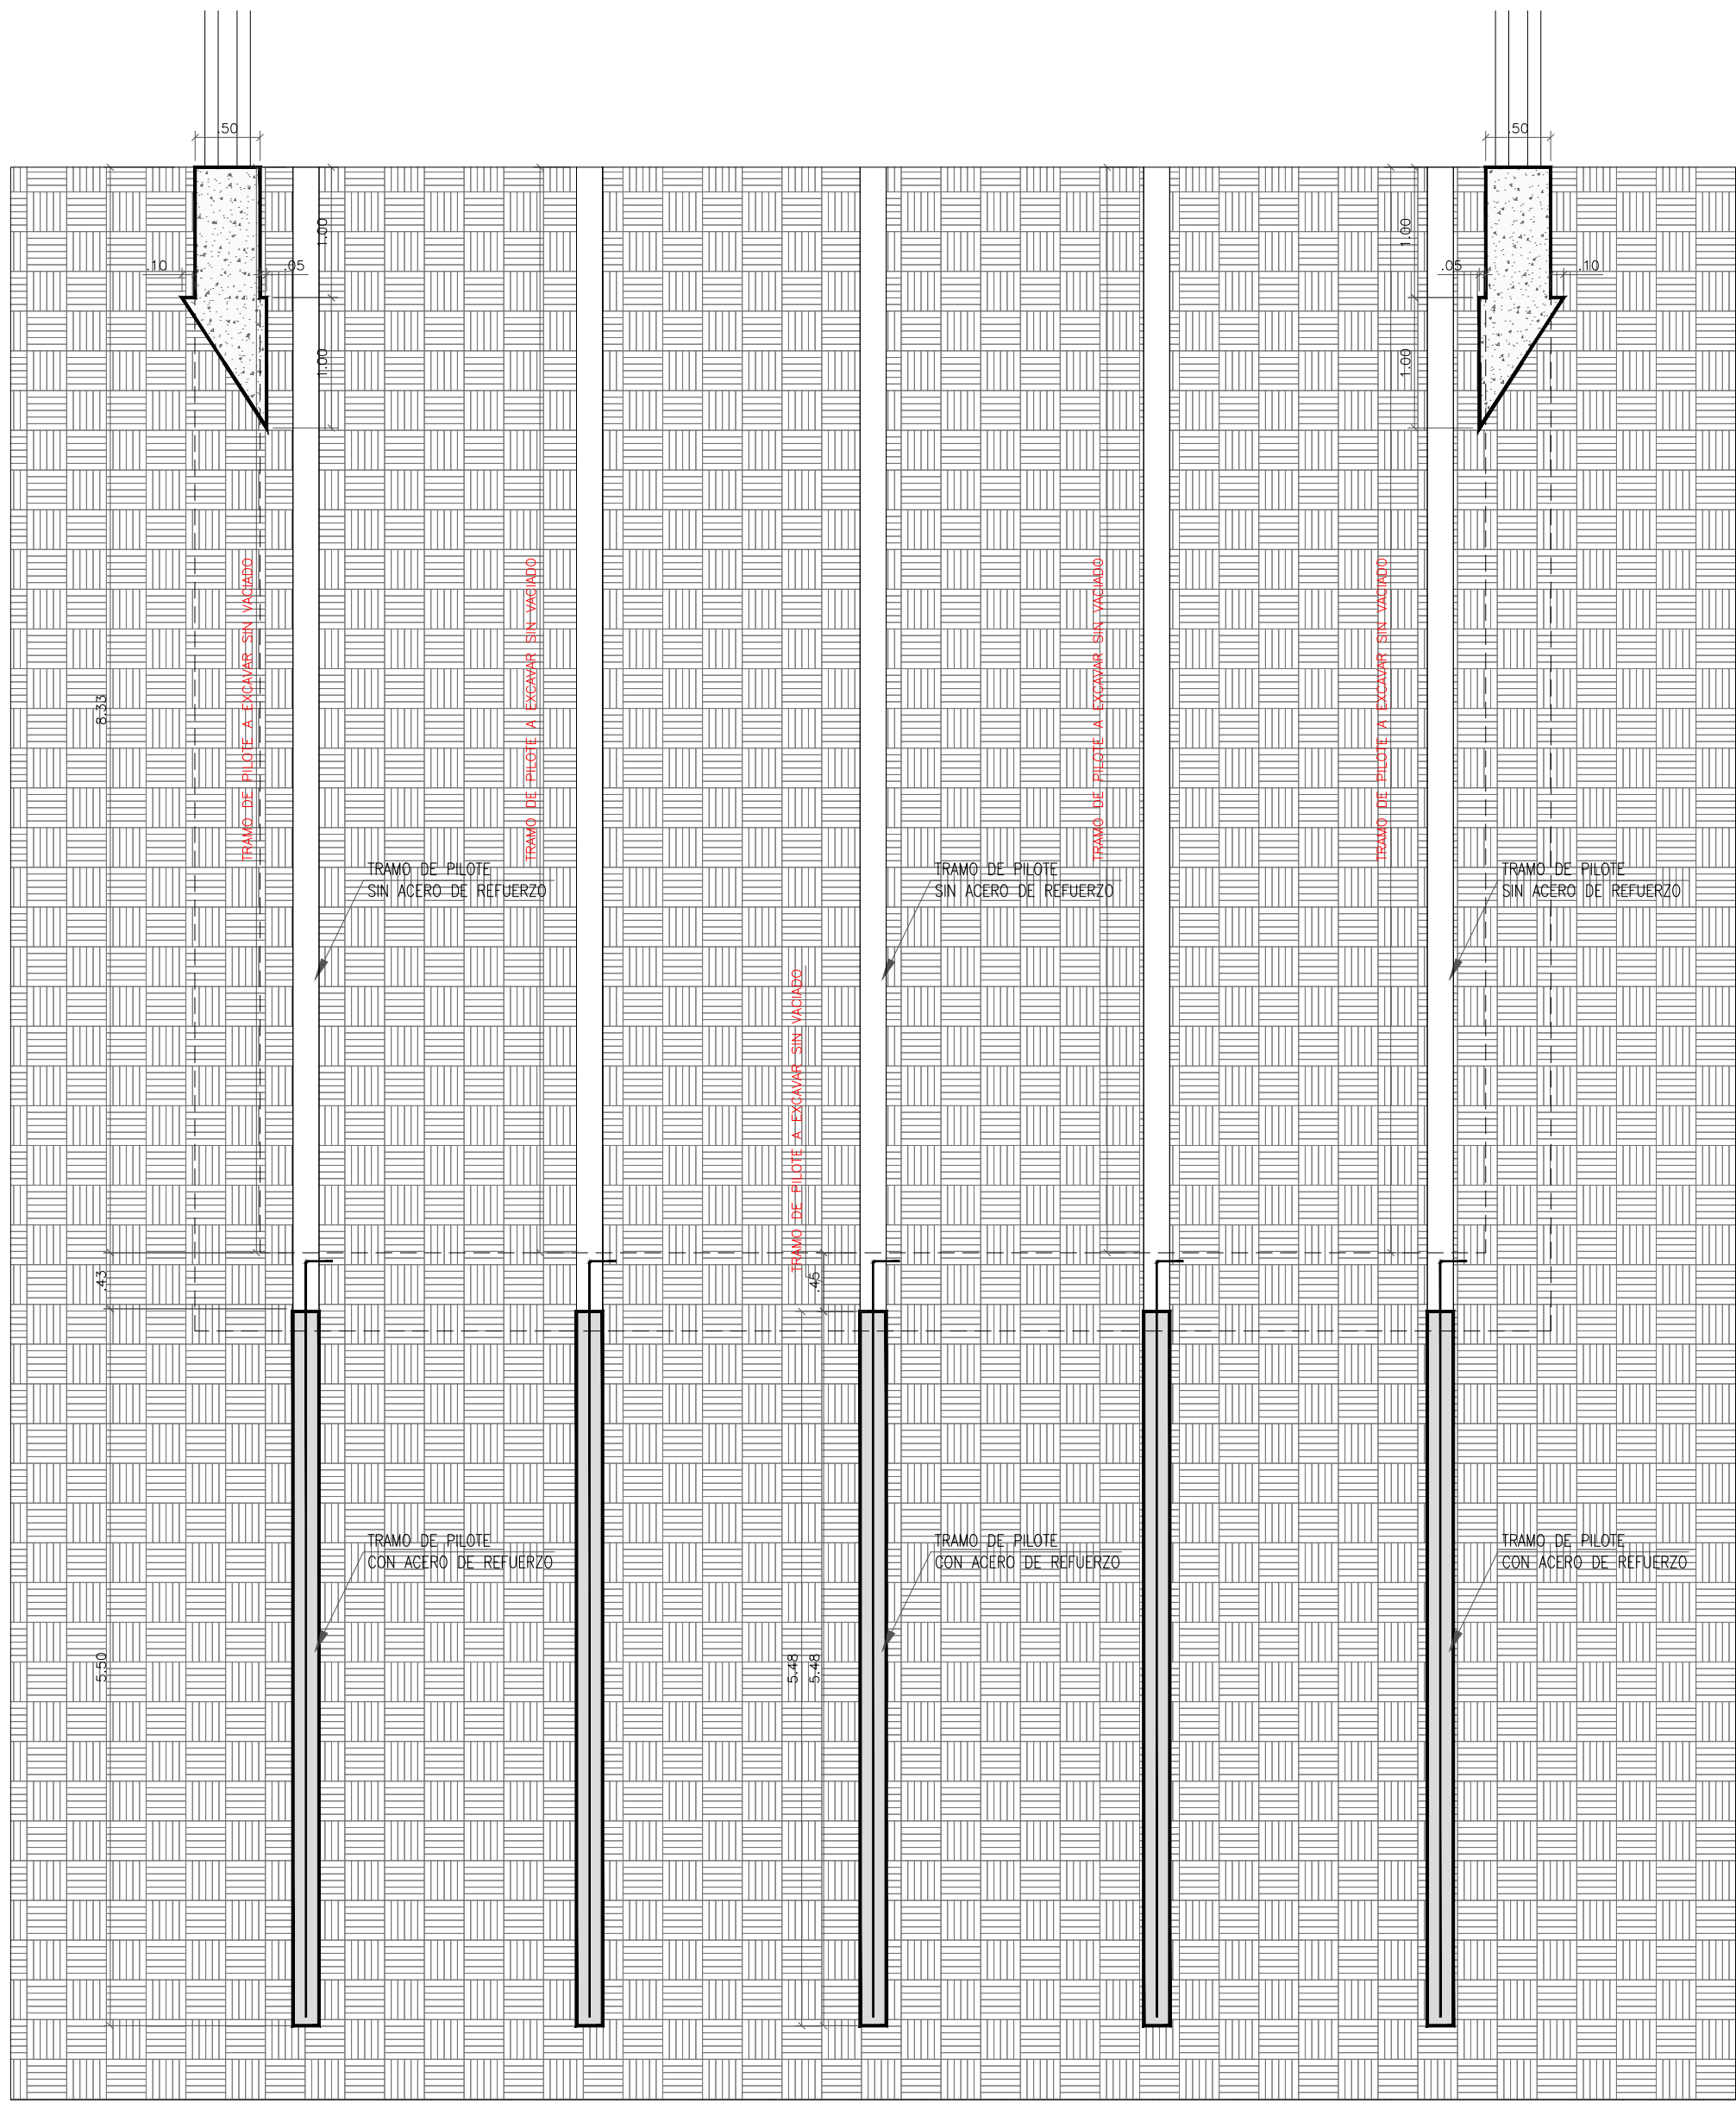 .50
.50
1.00
1.00
.10
.05
.05
.10
1.00
1.00
TRAMO DE PILOTE A EXCAVAR SIN VACIADO
TRAMO DE PILOTE A EXCAVAR SIN VACIADO
TRAMO DE PILOTE A EXCAVAR SIN VACIADO
TRAMO DE PILOTE A EXCAVAR SIN VACIADO
8.33
TRAMO DE PILOTE
SIN ACERO DE REFUERZO
TRAMO DE PILOTE
SIN ACERO DE REFUERZO
TRAMO DE PILOTE
SIN ACERO DE REFUERZO
TRAMO DE PILOTE A EXCAVAR SIN VACIADO
.43
.45
TRAMO DE PILOTE
CON ACERO DE REFUERZO
TRAMO DE PILOTE
CON ACERO DE REFUERZO
TRAMO DE PILOTE
CON ACERO DE REFUERZO
5.50
5.48
5.48